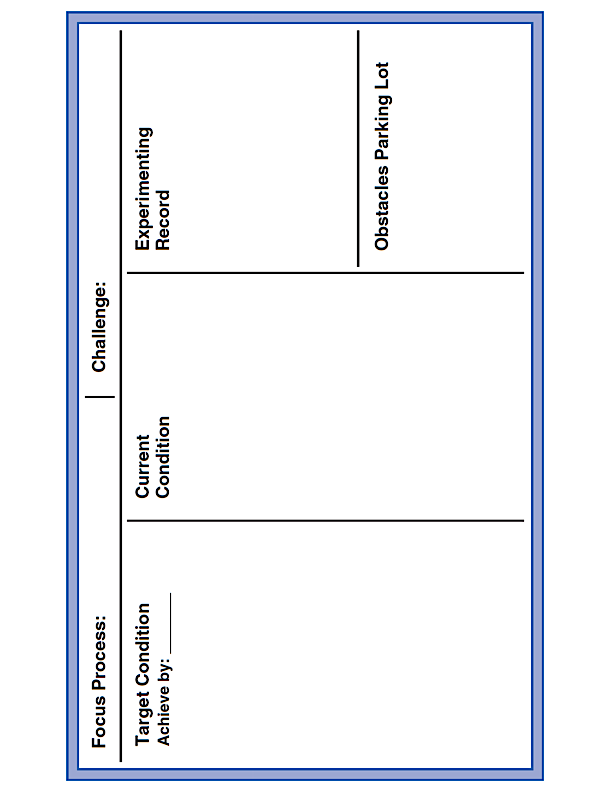 Focus Process:
Challenge:
Target Condition
Achieve by: ______
Current
Condition
Experimenting
Record
Obstacles Parking Lot